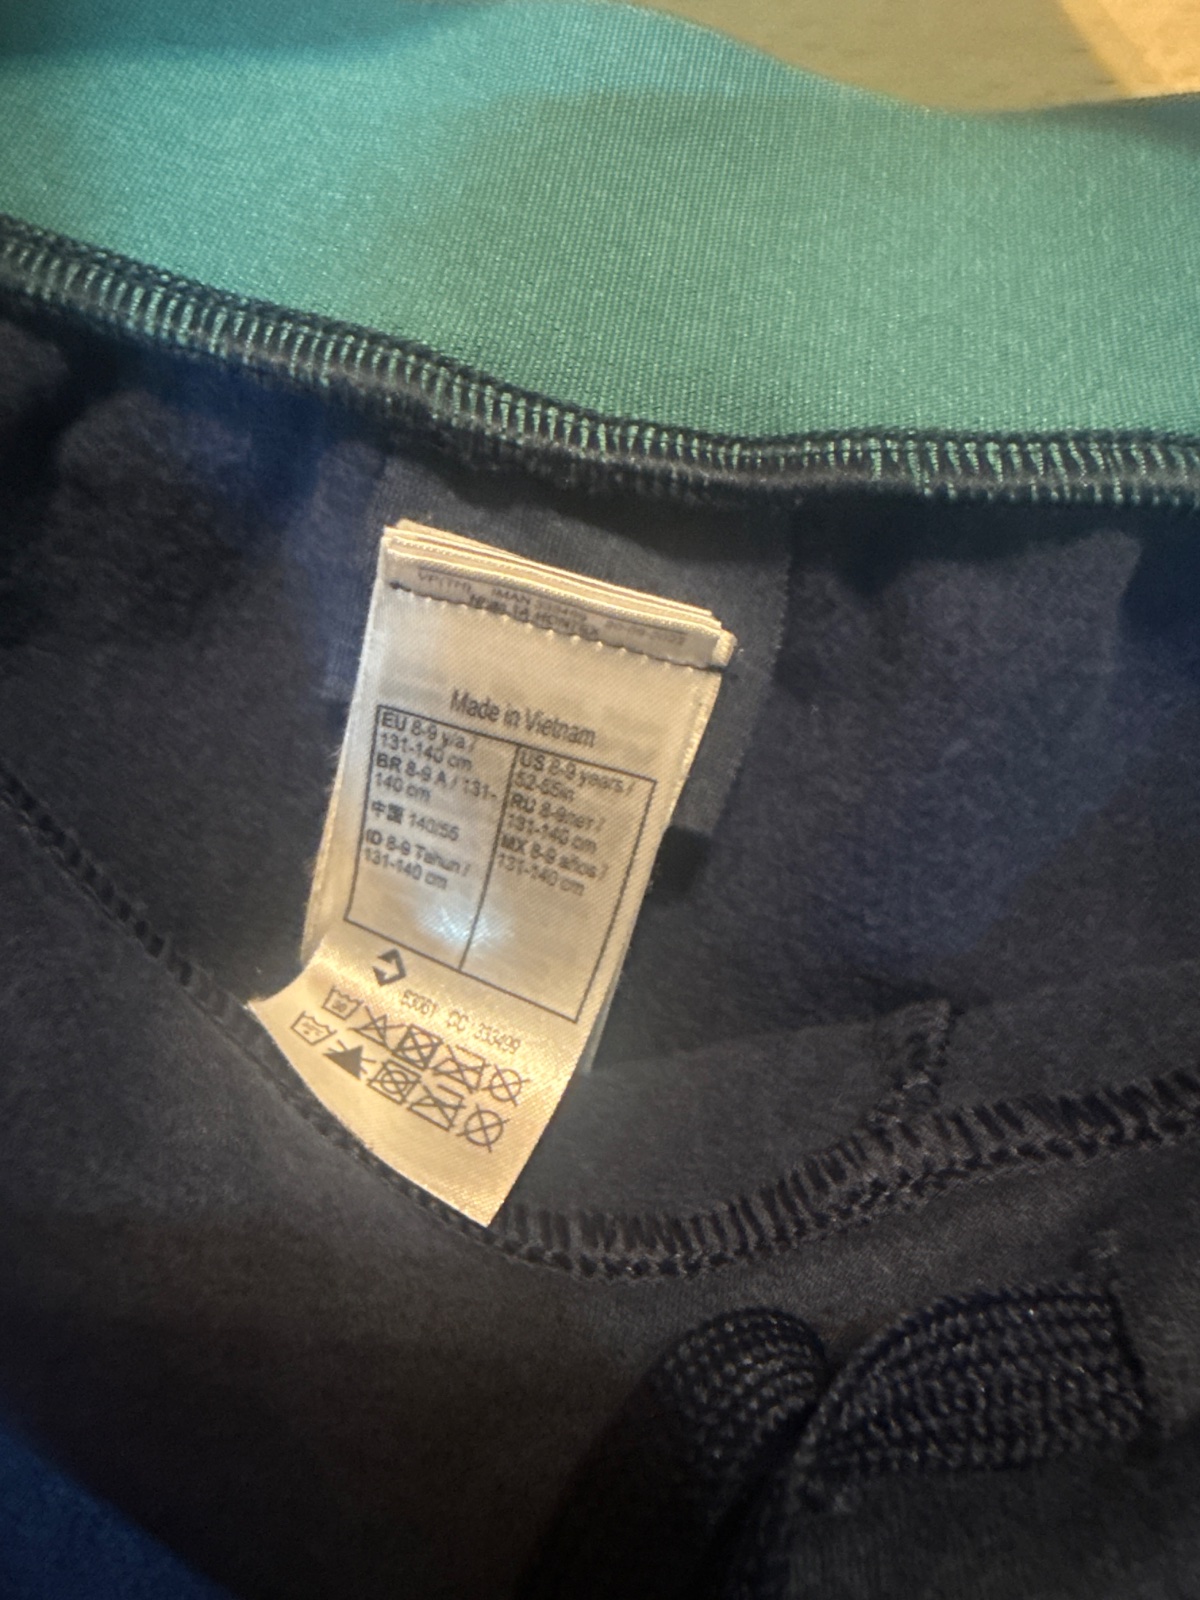 Made in Vietnam
EU 8-9 y/a /
131-140 cm
BR 8-9 A / 131-
140 cm
中国 140/55
ID 8-9 Tahun /
131-140 cm
US 8-9 years /
52-55in
RU 8-9лет /
131-140 cm
MX 8-9 años /
131-140 cm
CC